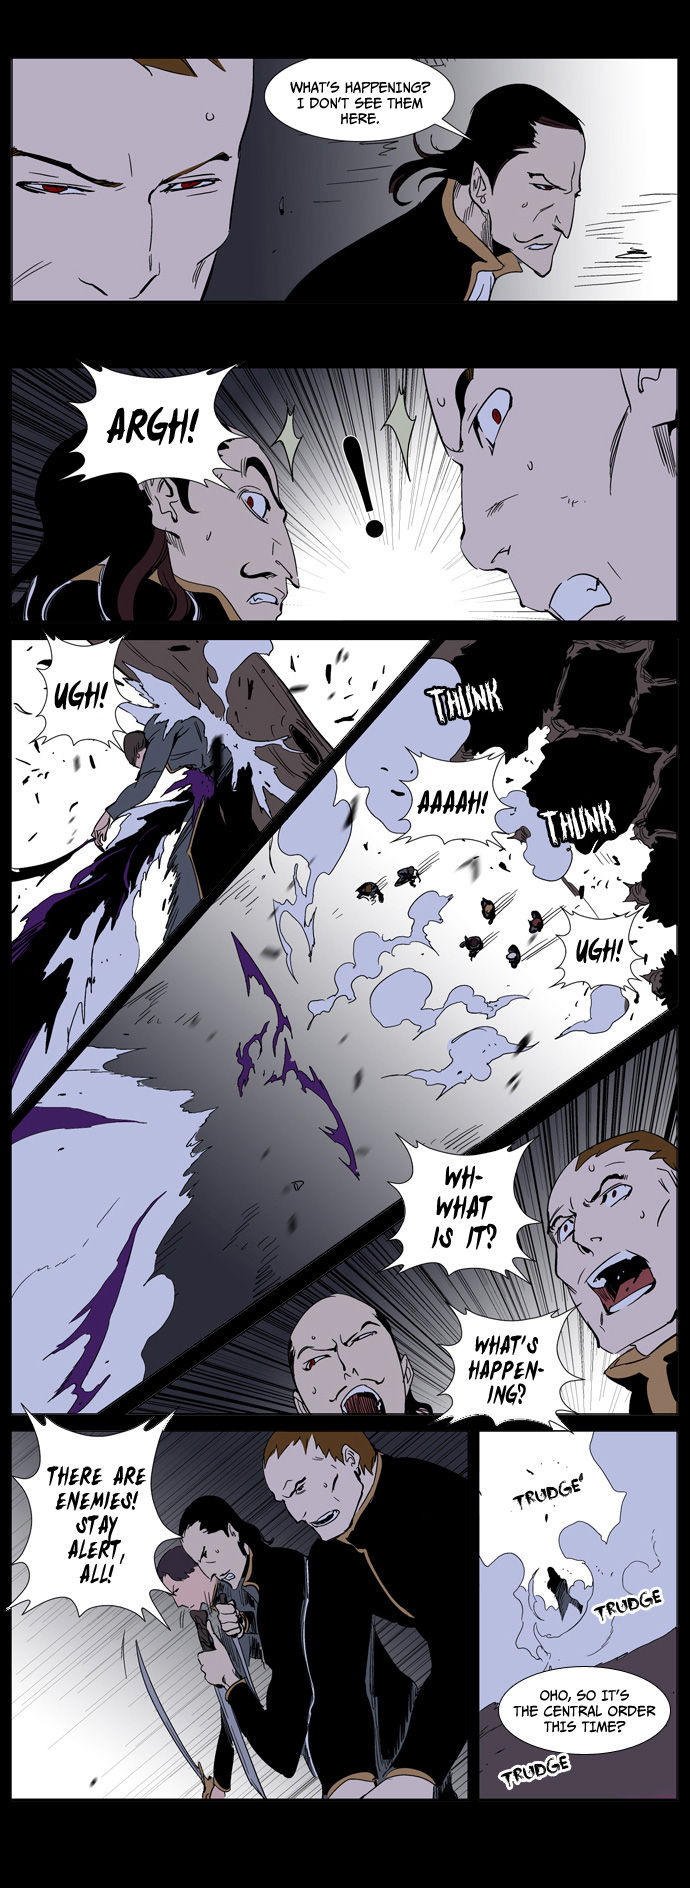 WHAT'S HAPPENING?
I DON'T SEE THEM
HERE.
ARGH!
!
UGH!
THUNK
AAAAH!
THUNK
UGH!
WH-
WHAT
IS IT?
WHAT'S
HAPPEN-
ING?
THERE ARE
ENEMIES!
STAY
ALERT,
ALL!
TRUDGE
TRUDGE
OHO, SO IT'S
THE CENTRAL ORDER
THIS TIME?
TRUDGE